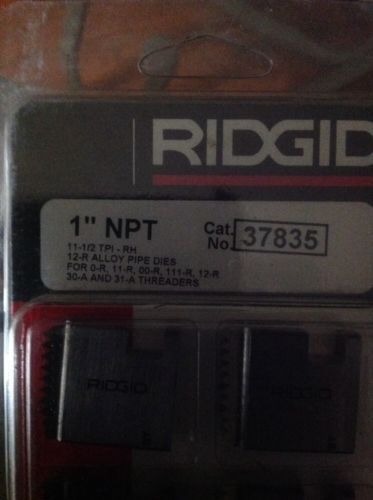 RIDGID
1" NPT
Cat. No. 37835
11-1/2 TPI - RH
12-R ALLOY PIPE DIES
FOR 0-R, 11-R, 00-R, 111-R, 12-R
30-A AND 31-A THREADERS
RIDGID
RIDGID